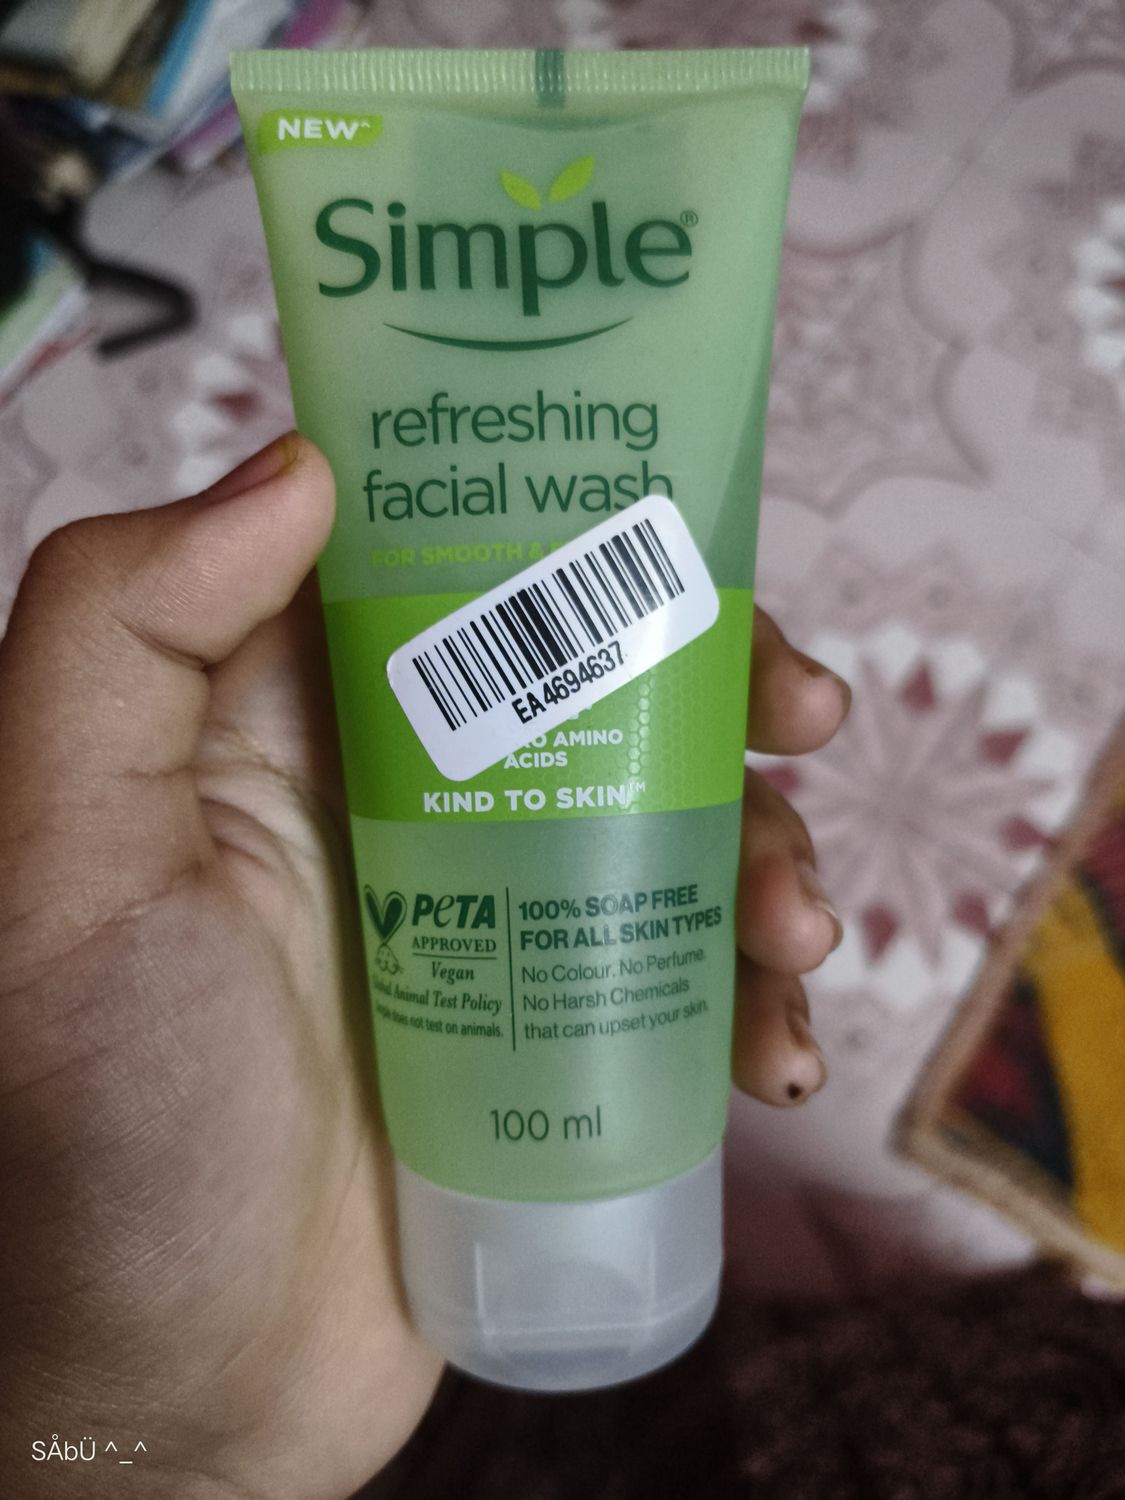 NEW^
Simple®
refreshing
facial wash
FOR SMOOTH &
EA4694637
AMINO
ACIDS
KIND TO SKIN™
PeTA
APPROVED
Vegan
Global Animal Test Policy
does not test on animals.
100% SOAP FREE
FOR ALL SKIN TYPES
No Colour. No Perfume.
No Harsh Chemicals
that can upset your skin.
100 ml
SÅbÜ ^_^